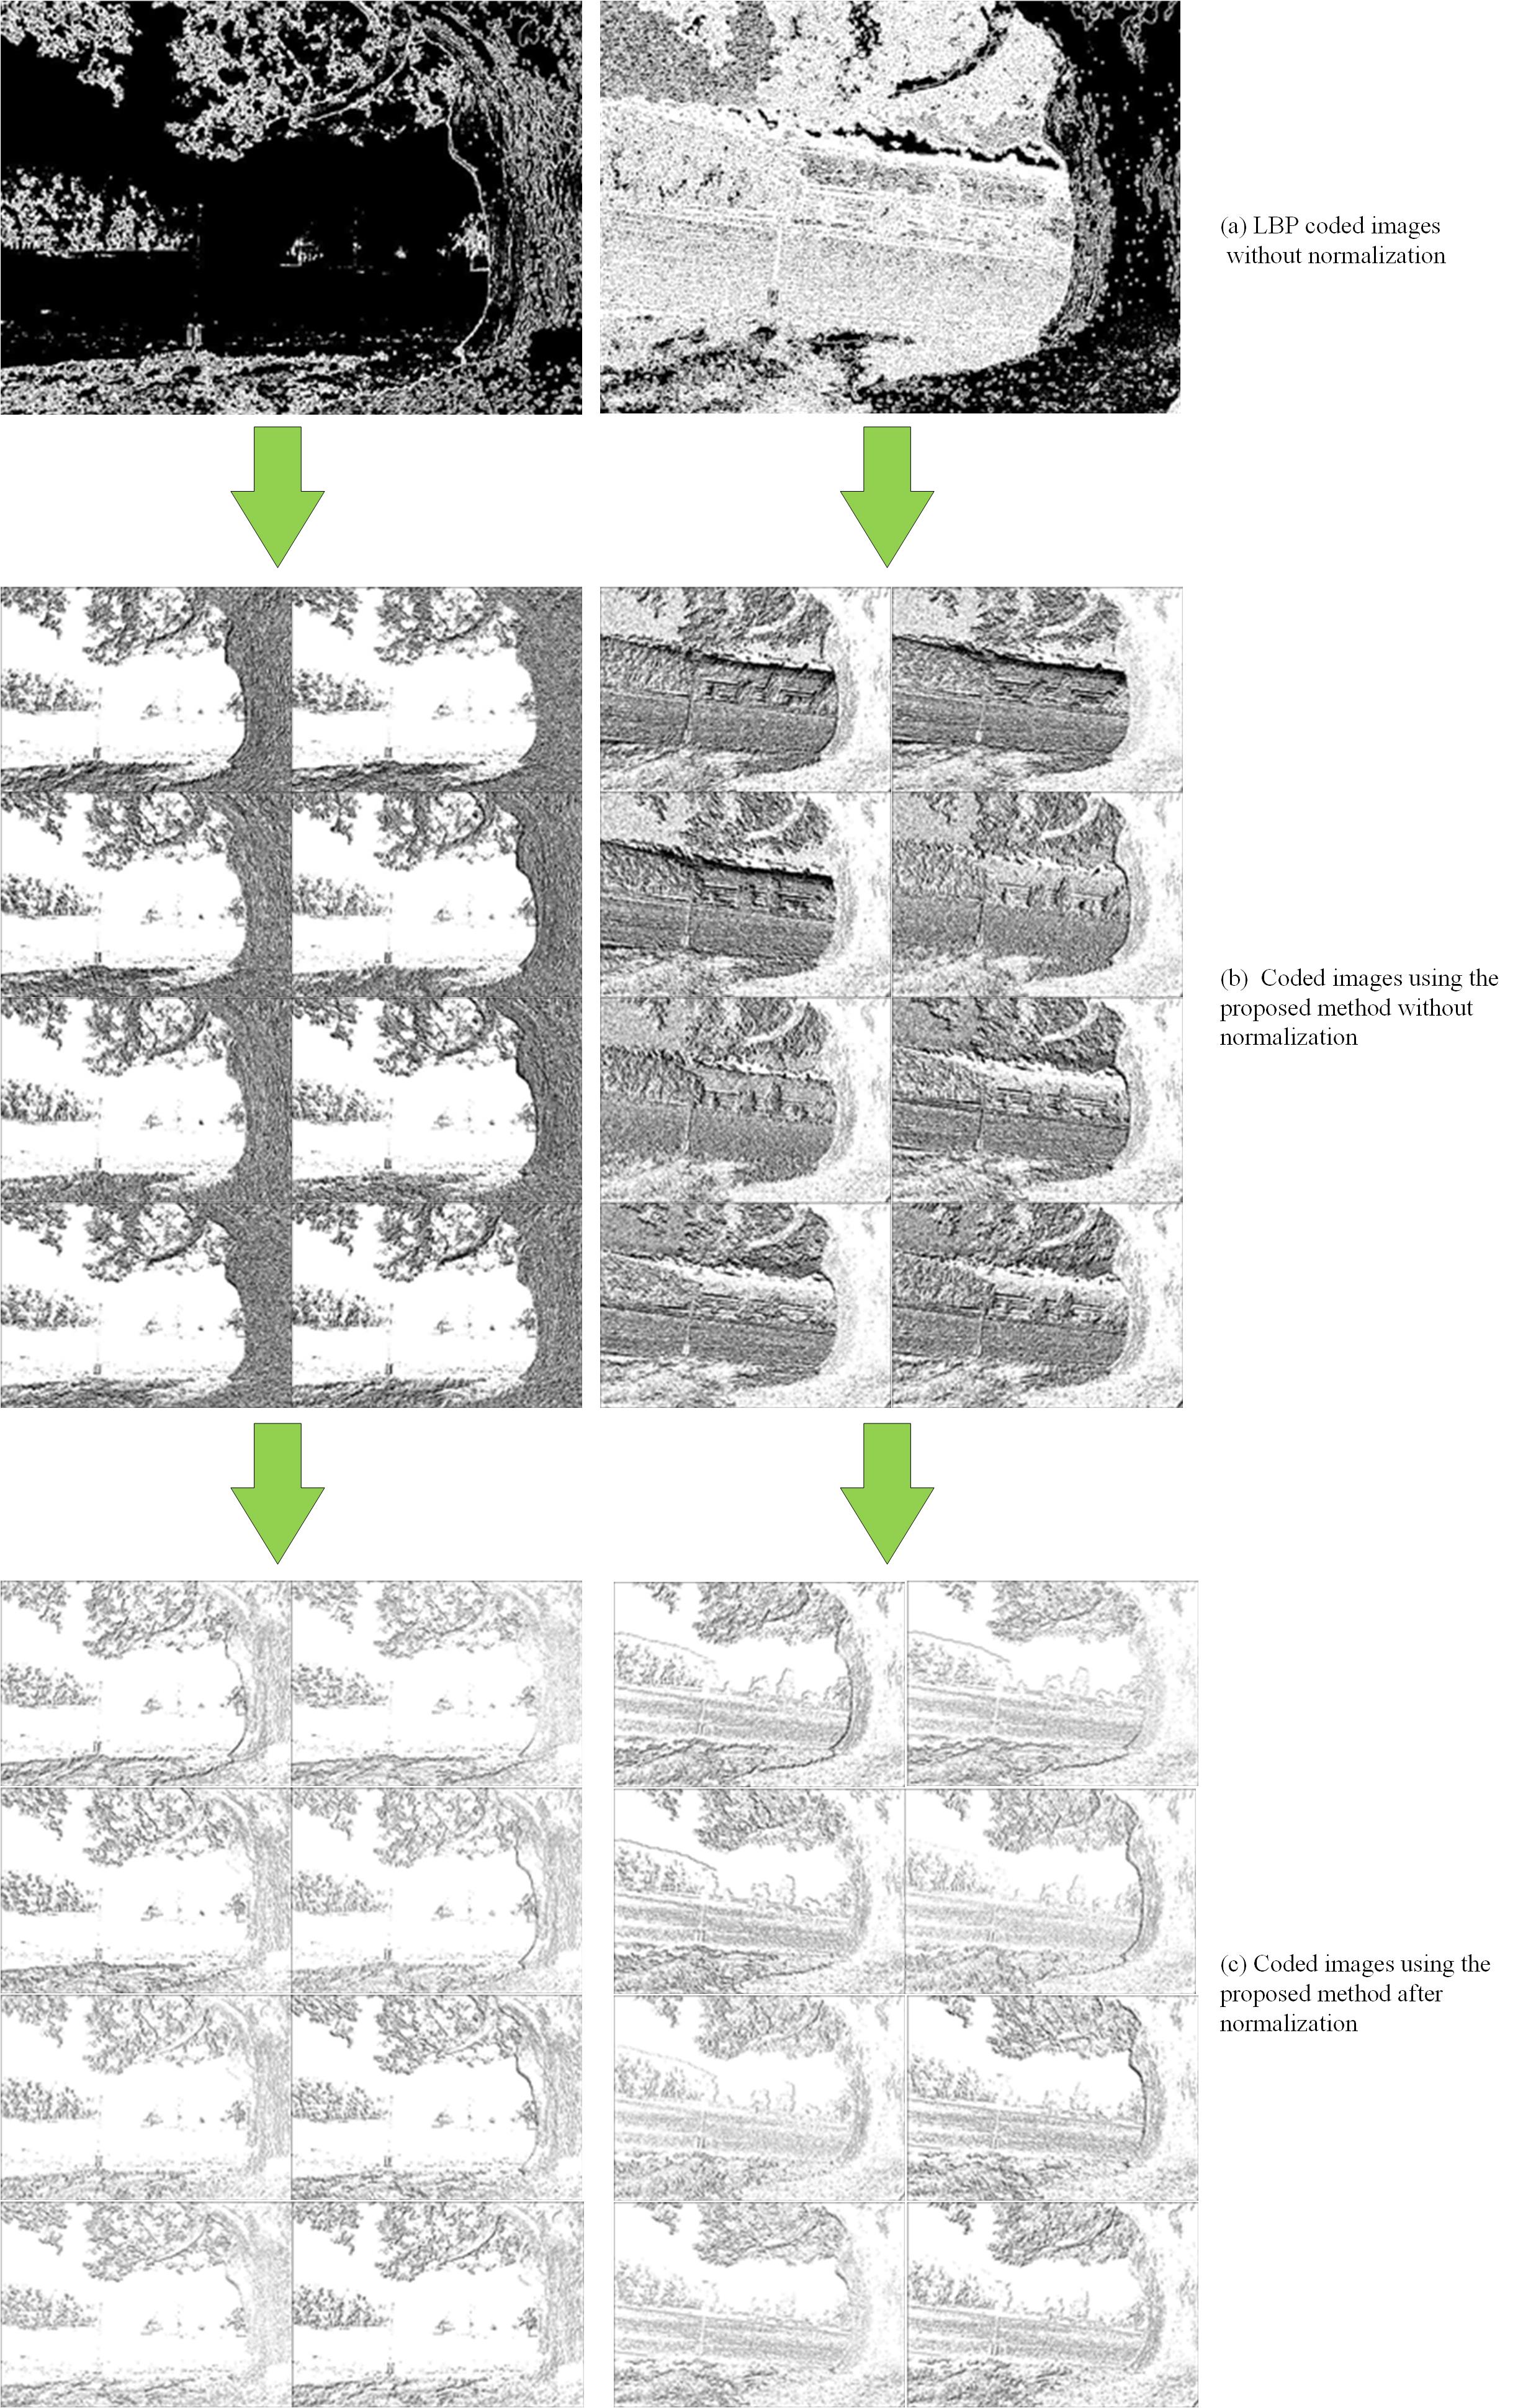 (a) LBP coded images
without normalization
(b)  Coded images using the
proposed method without
normalization
(c) Coded images using the
proposed method after
normalization